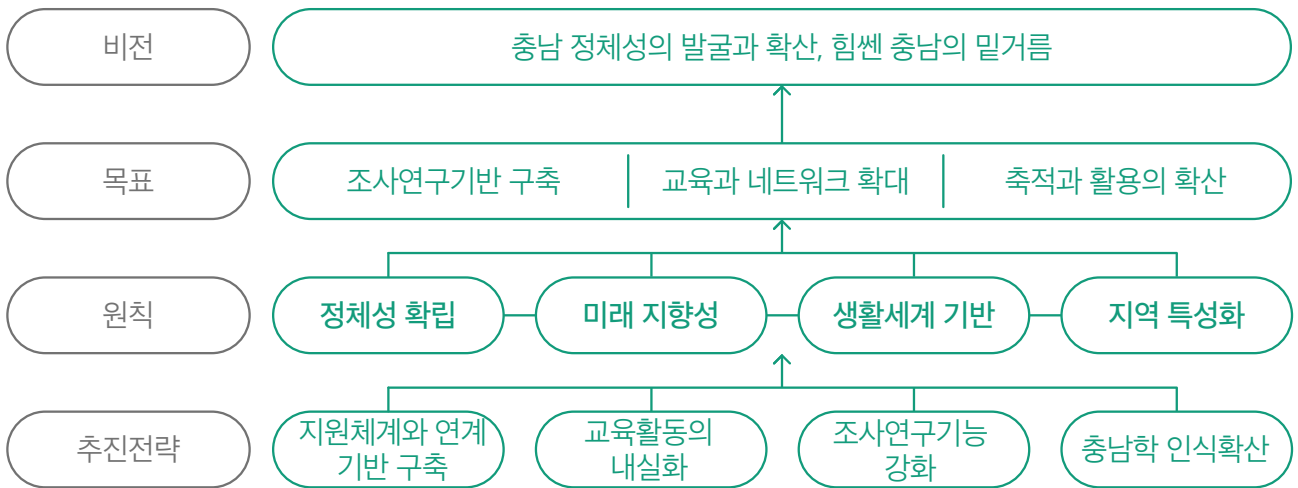 비전
충남 정체성의 발굴과 확산, 힘쎈 충남의 밑거름
목표
조사연구기반 구축
교육과 네트워크 확대
축적과 활용의 확산
원칙
정체성 확립
미래 지향성
생활세계 기반
지역 특성화
추진전략
지원체계와 연계
기반 구축
교육활동의
내실화
조사연구기능
강화
충남학 인식확산